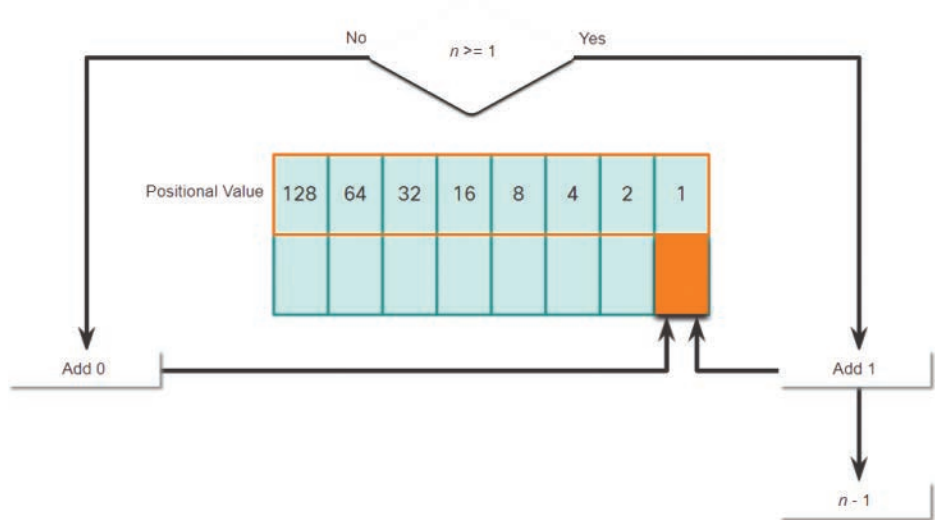 No
n >= 1
Yes
Positional Value
128 64 32 16 8 4 2 1
Add 0
Add 1
n - 1